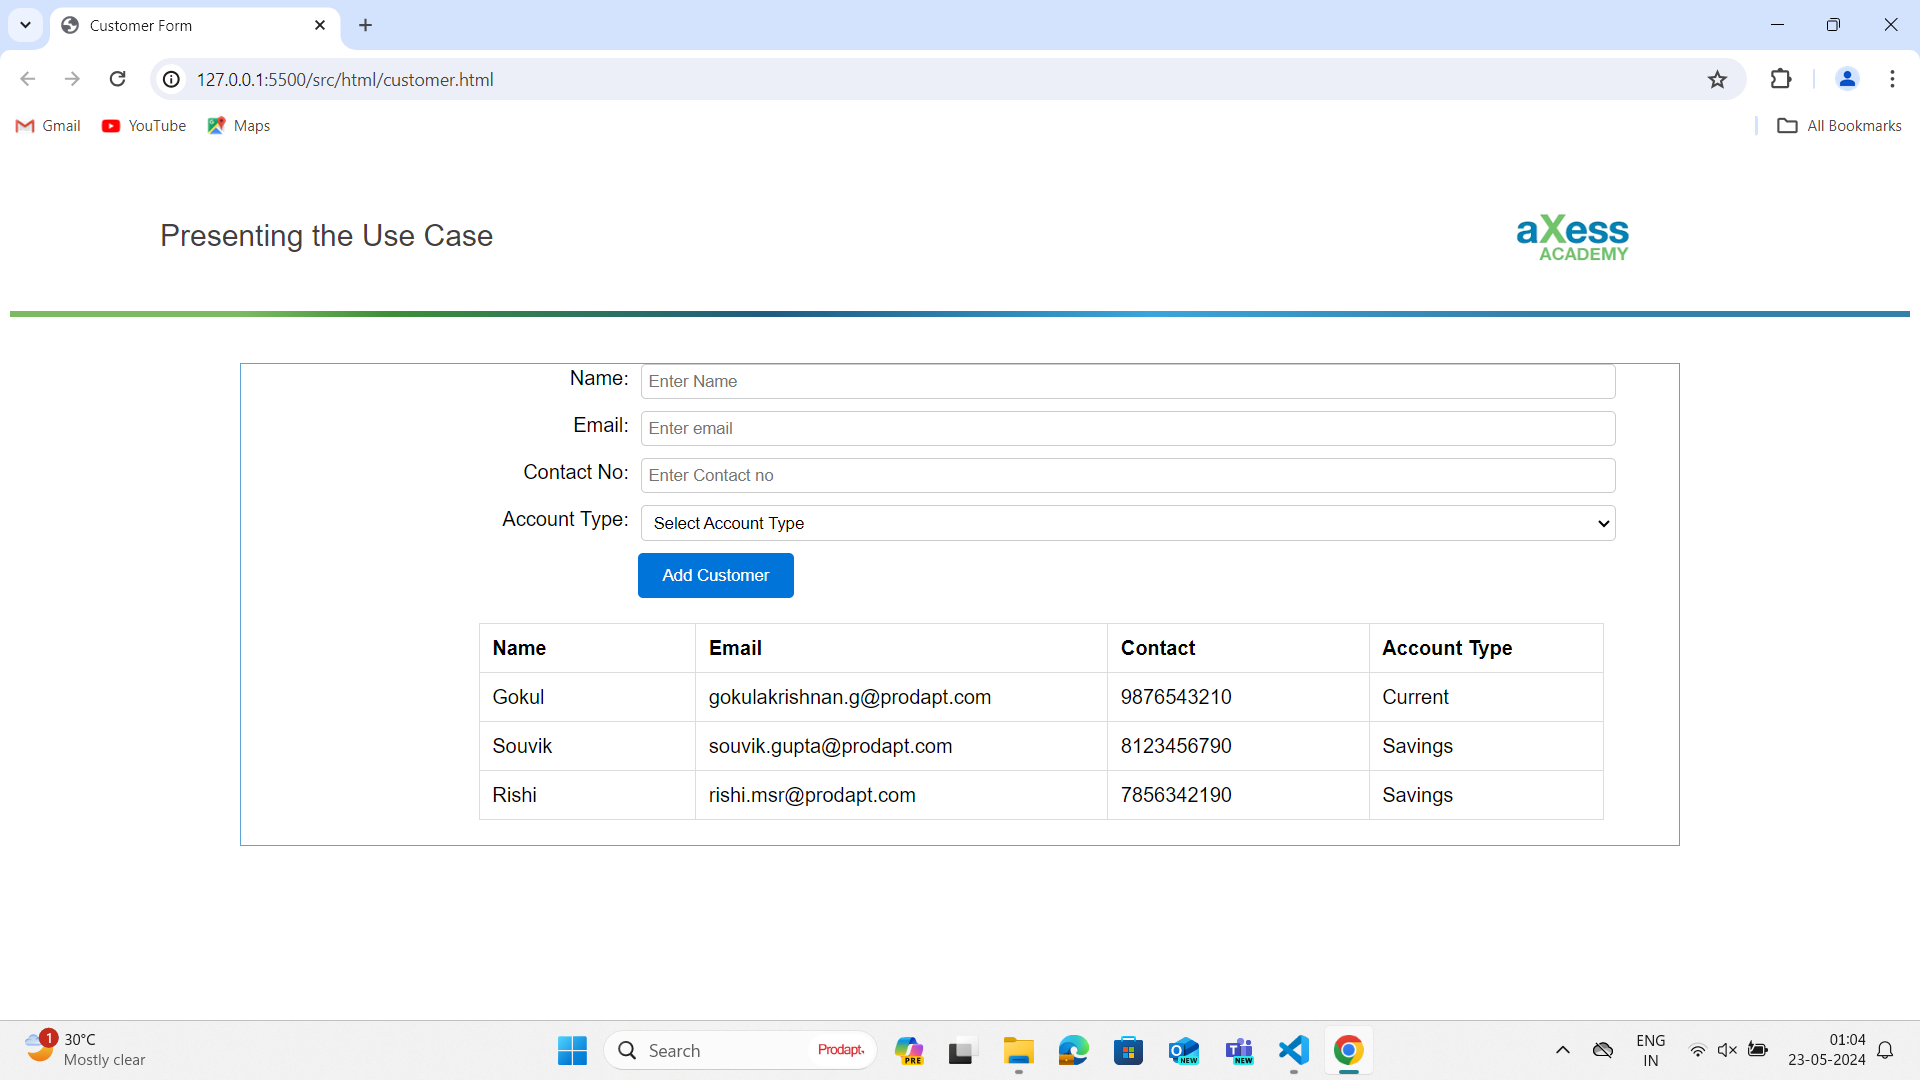 Customer Form
127.0.0.1:5500/src/html/customer.html
Gmail YouTube Maps All Bookmarks
Presenting the Use Case
aXess
ACADEMY
Name: Enter Name
Email: Enter email
Contact No: Enter Contact no
Account Type: Select Account Type
Add Customer
Name Email Contact Account Type
Gokul gokulakrishnan.g@prodapt.com 9876543210 Current
Souvik souvik.gupta@prodapt.com 8123456790 Savings
Rishi rishi.msr@prodapt.com 7856342190 Savings
1
30°C
Mostly clear
Search Prodapt.
PRE
NEW
NEW
ENG
IN
01:04
23-05-2024